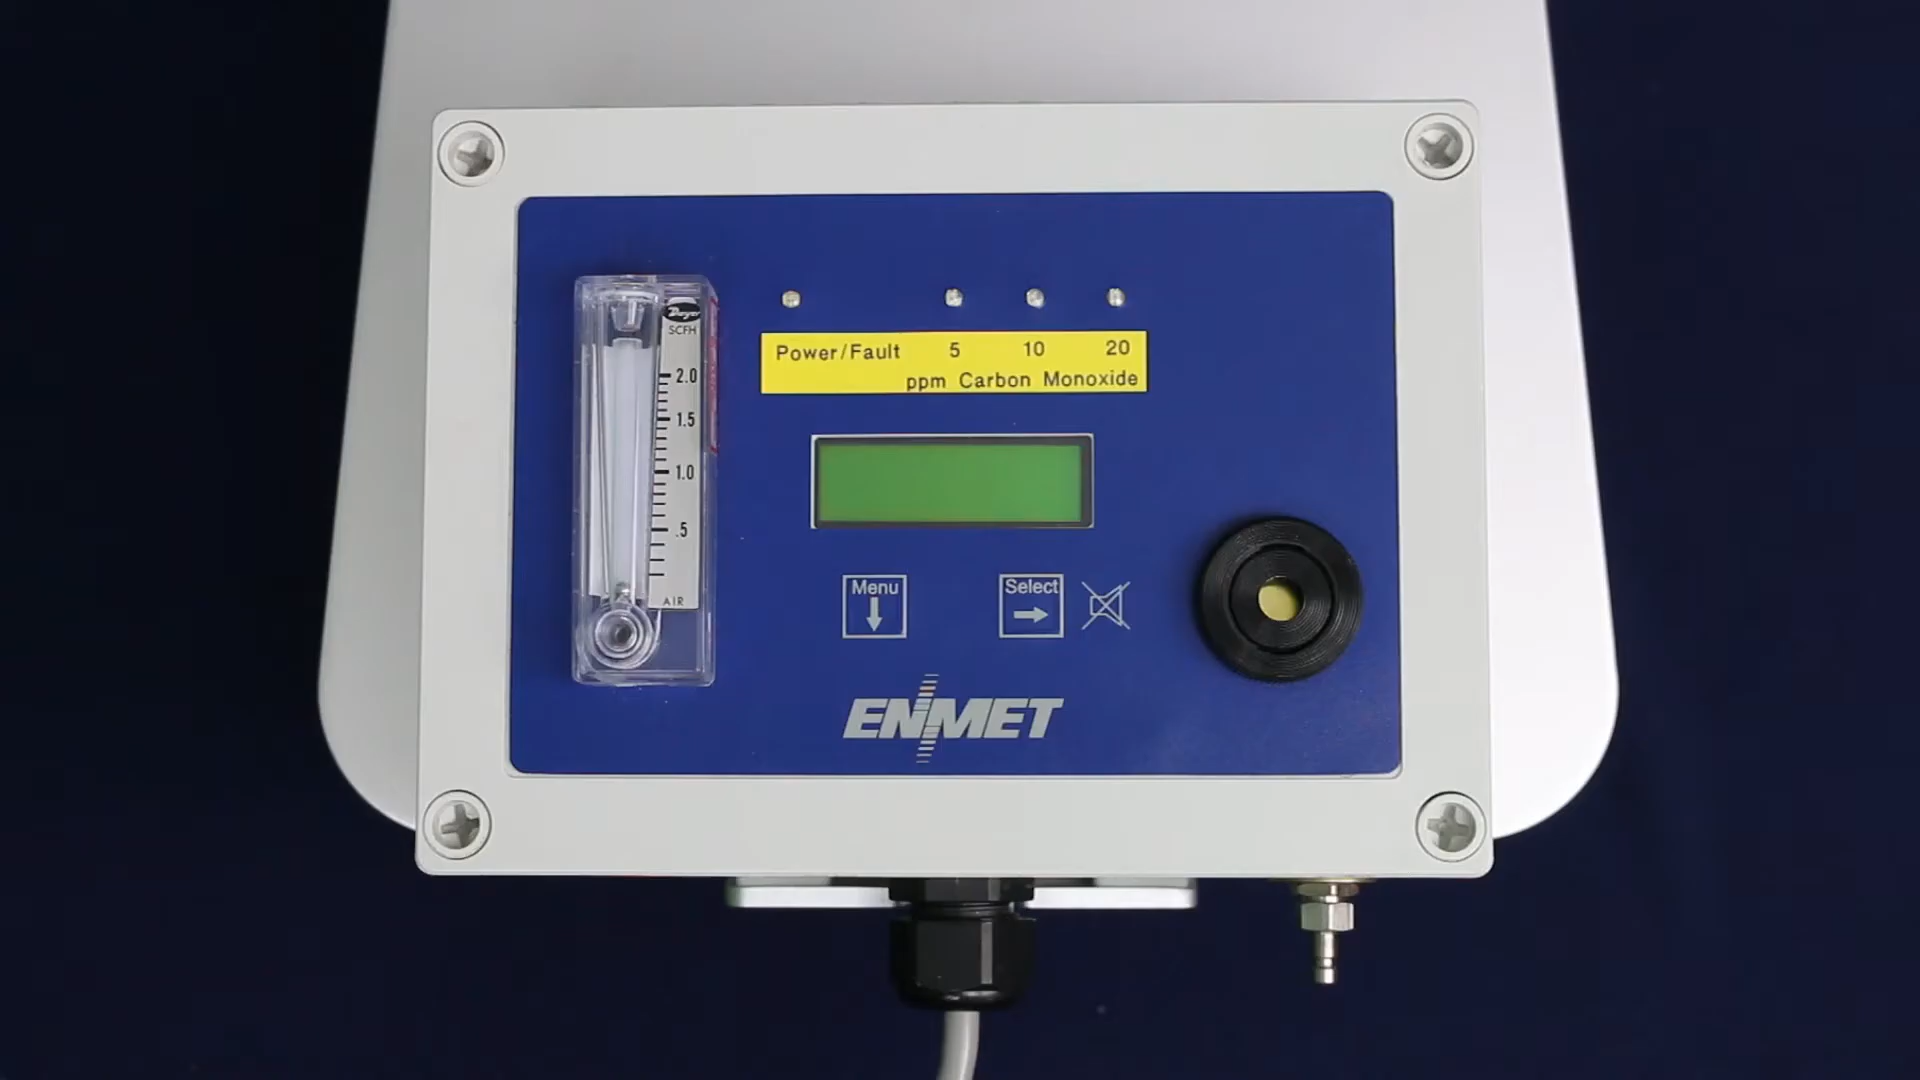 Dwyer
SCFH
2.0
1.5
1.0
.5
AIR
Power/Fault 5 10 20
ppm Carbon Monoxide
Menu
Select
ENMET